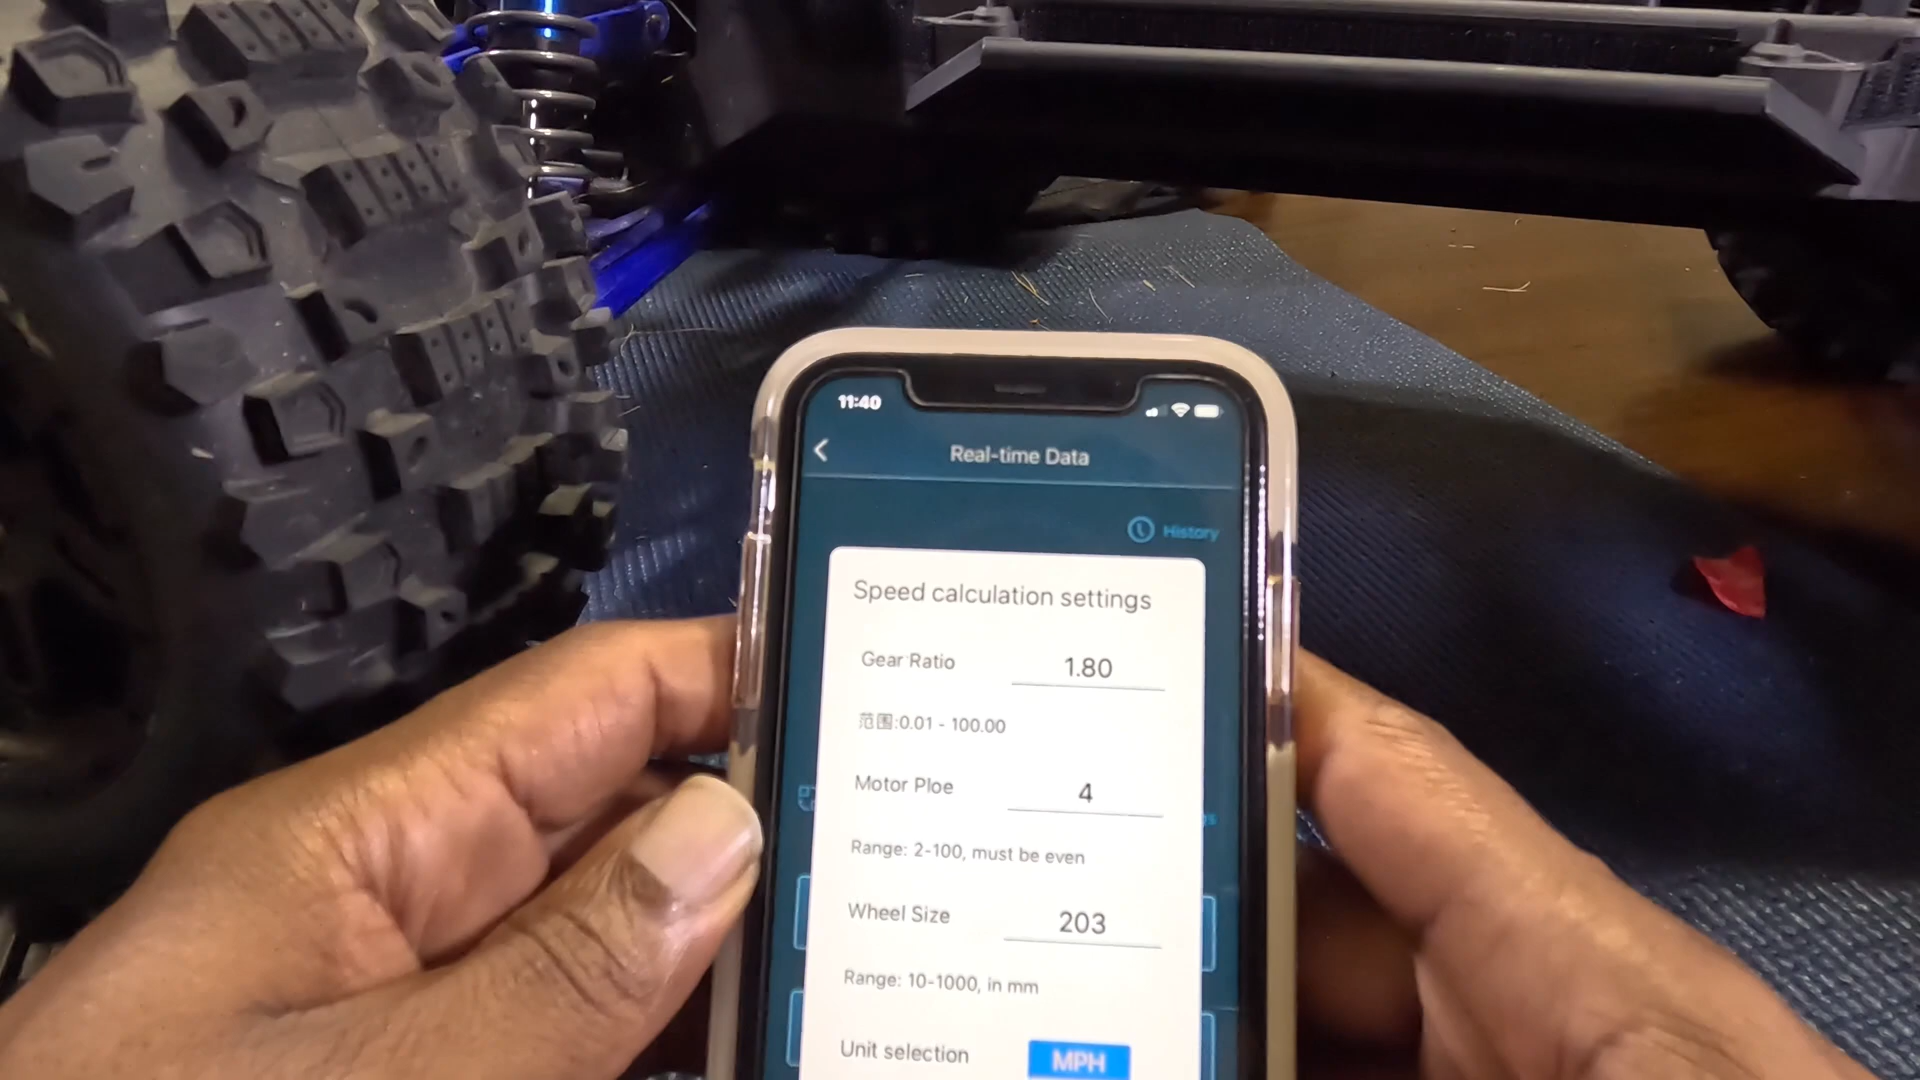 11:40
Real-time Data
History
Speed calculation settings
Gear Ratio 1.80
范围:0.01 - 100.00
Motor Ploe 4
Range: 2-100, must be even
Wheel Size 203
Range: 10-1000, in mm
Unit selection MPH